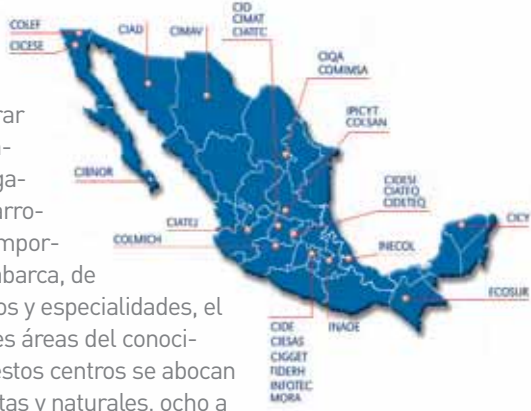 COLEF
CICESE
CIAD
CIMAV
CIO
CIMAT
CIATEC
CIQA
COMIMSA
IPICYT
COLSAN
CIBNOR
CIDESI
CIATEQ
CIDETEQ
CICY
CIATEJ
COLMICH
INECOL
ECOSUR
CIDE
CIESAS
CIGGET
FIDERH
INFOTEC
MORA
INAOE
rar
a-
ga-
arro-
mpor-
barca, de
os y especialidades, el
es áreas del conoci-
estos centros se abocan
tas y naturales, ocho a